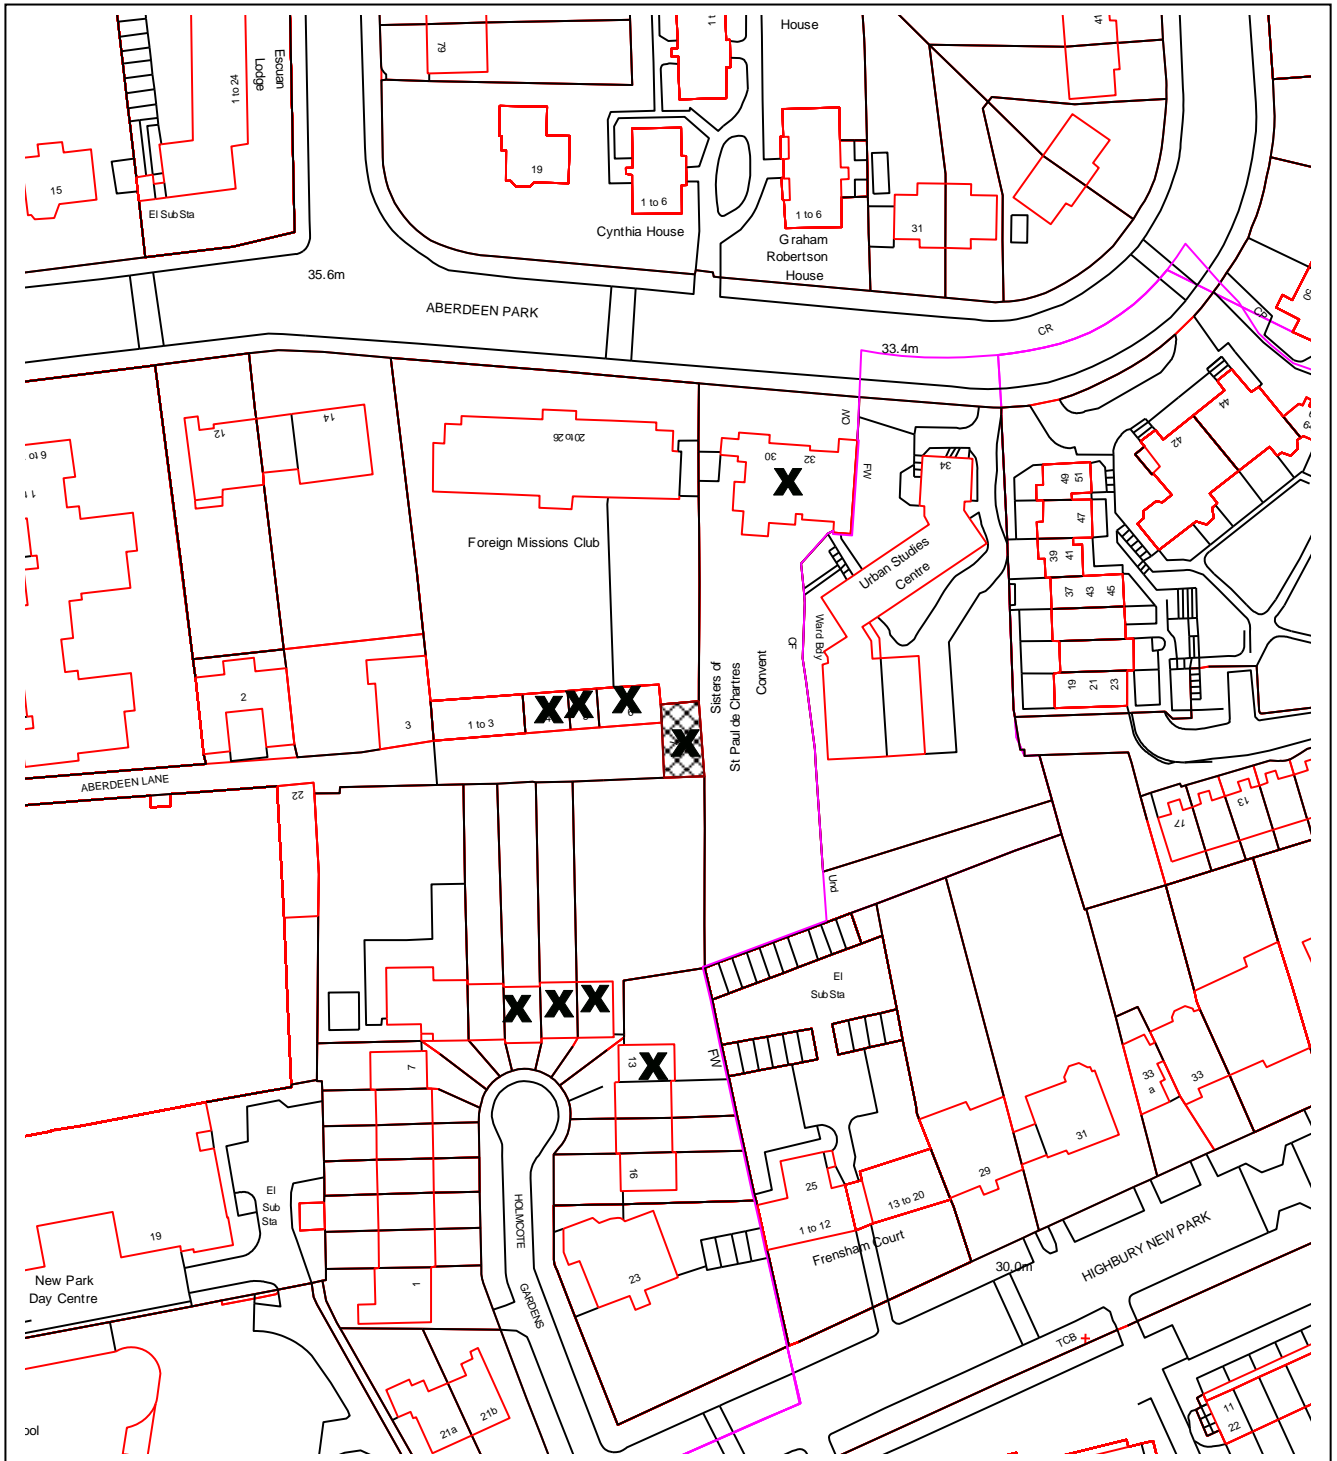 House
79
41
Escuan
Lodge
1 to 24
15
El Sub Sta
19
1 to 6
Cynthia House
1 to 6
Graham
Robertson
House
31
35.6m
ABERDEEN PARK
33.4m
CR
CR
12
14
20 to 26
30
32
CW
FW
34
44
42
49
51
47
39
41
37
43
45
19
21
23
Foreign Missions Club
Urban Studies
Centre
Ward Bdy
CF
Sisters of
St Paul de Chartres
Convent
2
3
1 to 3
ABERDEEN LANE
22
17
13
Und
El
Sub Sta
FW
7
13
16
33
a
33
31
29
25
13 to 20
1 to 12
Frensham Court
30.0m
HIGHBURY NEW PARK
El
Sub
Sta
19
New Park
Day Centre
HOLMCOTE
GARDENS
23
1
21a
21b
TCB
11
22